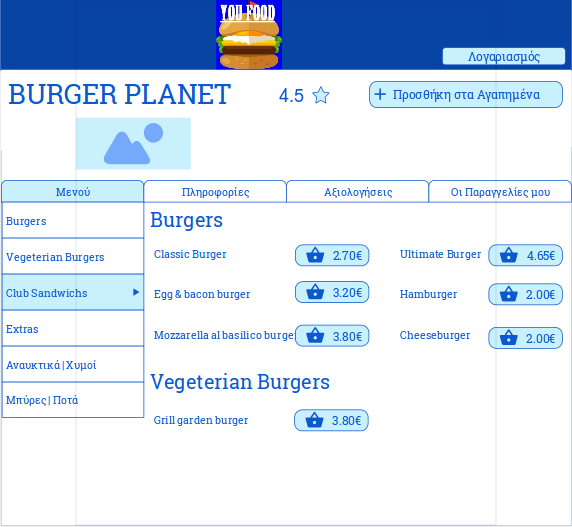 YOU FOOD
Λογαριασμός
BURGER PLANET 4.5 Προσθήκη στα Αγαπημένα
Μενού Πληροφορίες Αξιολογήσεις Οι Παραγγελίες μου
Burgers
Vegeterian Burgers
Club Sandwichs
Extras
Αναυκτικά | Χυμοί
Μπύρες | Ποτά
Burgers
Classic Burger 2.70€ Ultimate Burger 4.65€
Egg & bacon burger 3.20€ Hamburger 2.00€
Mozzarella al basilico burge 3.80€ Cheeseburger 2.00€
Vegeterian Burgers
Grill garden burger 3.80€